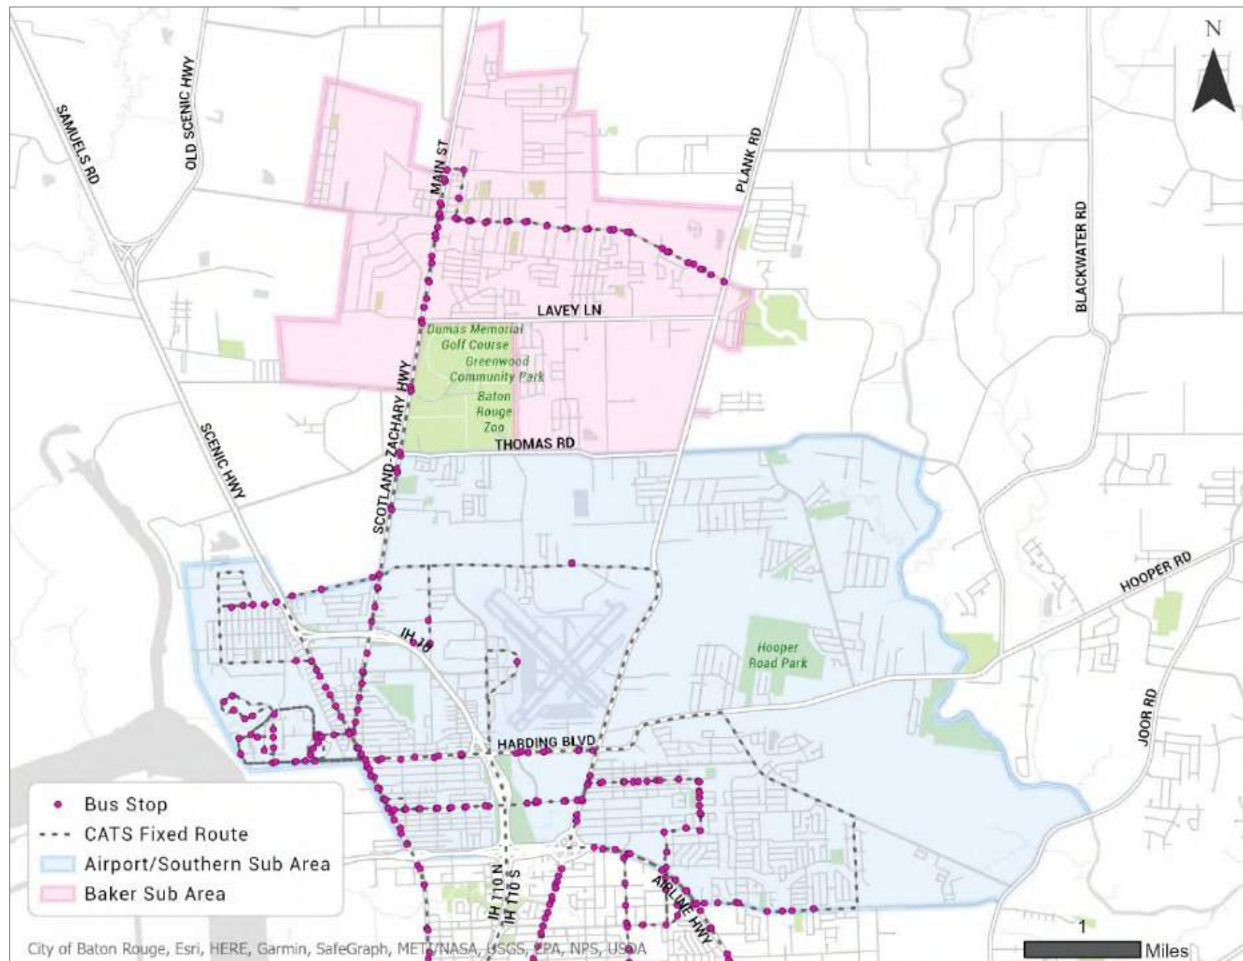 N
SAMUELS RD
OLD SCENIC HWY
MAIN ST
PLANK RD
BLACKWATER RD
LAVEY LN
Dumas Memorial
Golf Course
Greenwood
Community Park
Baton
Rouge
Zoo
THOMAS RD
SCENIC HWY
SCOTLAND-ZACHARY HWY
HOOPER RD
IH 10
Hooper
Road Park
JOOR RD
HARDING BLVD
Bus Stop
CATS Fixed Route
Airport/Southern Sub Area
Baker Sub Area
IH 110 N
IH 110 S
AIRLINE HWY
1
Miles
City of Baton Rouge, Esri, HERE, Garmin, SafeGraph, METI/NASA, USGS, EPA, NPS, USDA